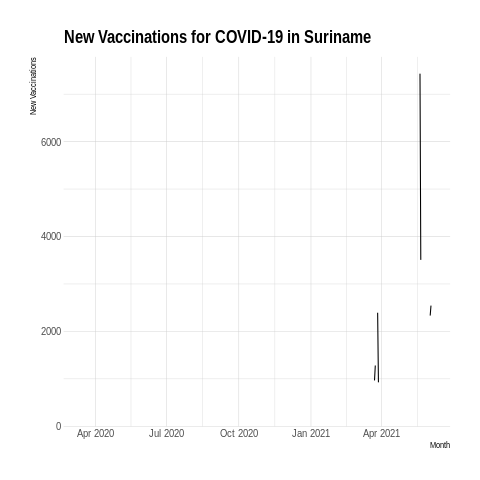 New Vaccinations for COVID-19 in Suriname
New Vaccinations
6000
4000
2000
0
Apr 2020 Jul 2020 Oct 2020 Jan 2021 Apr 2021
Month